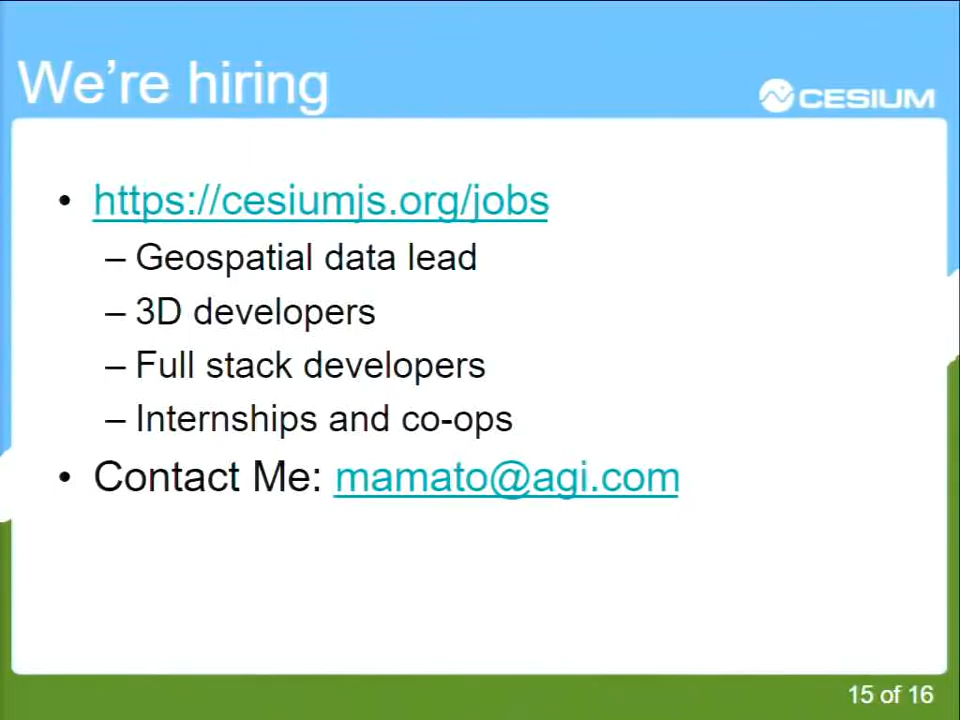 We're hiring
CESIUM
• https://cesiumjs.org/jobs
– Geospatial data lead
– 3D developers
– Full stack developers
– Internships and co-ops
• Contact Me: mamato@agi.com
15 of 16